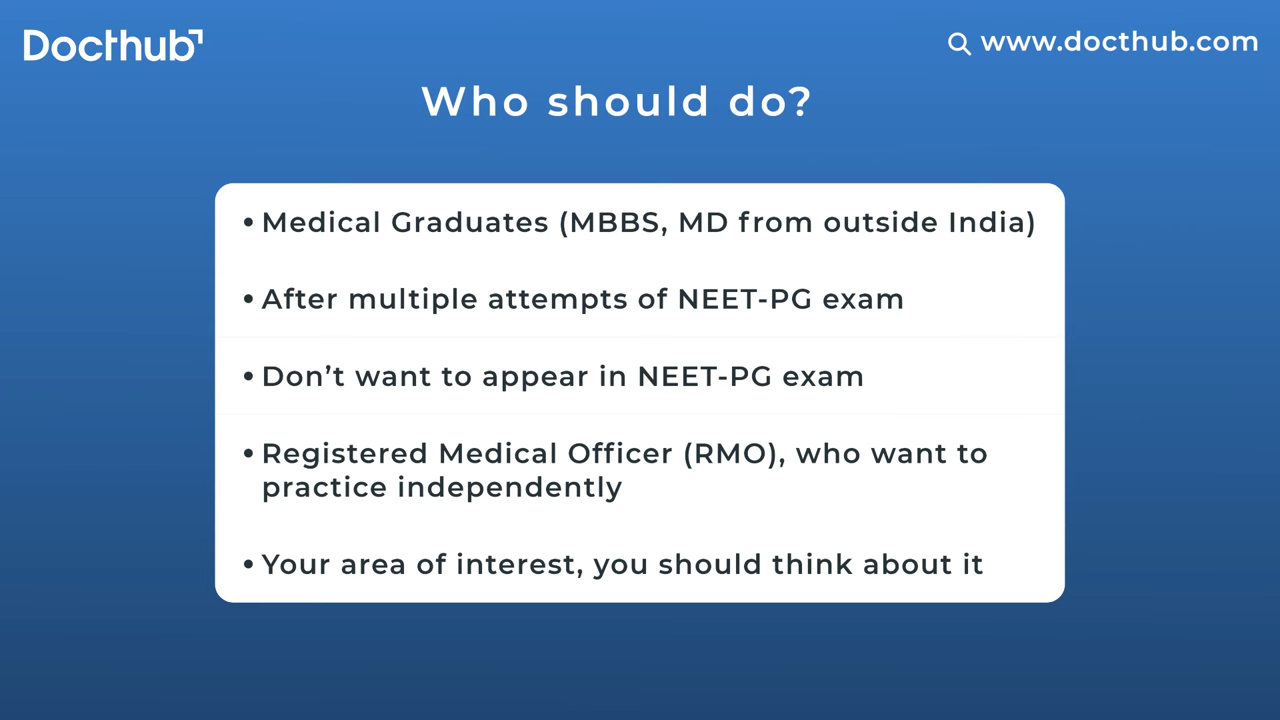 Docthub
www.docthub.com
Who should do?
• Medical Graduates (MBBS, MD from outside India)
• After multiple attempts of NEET-PG exam
• Don’t want to appear in NEET-PG exam
• Registered Medical Officer (RMO), who want to
practice independently
• Your area of interest, you should think about it